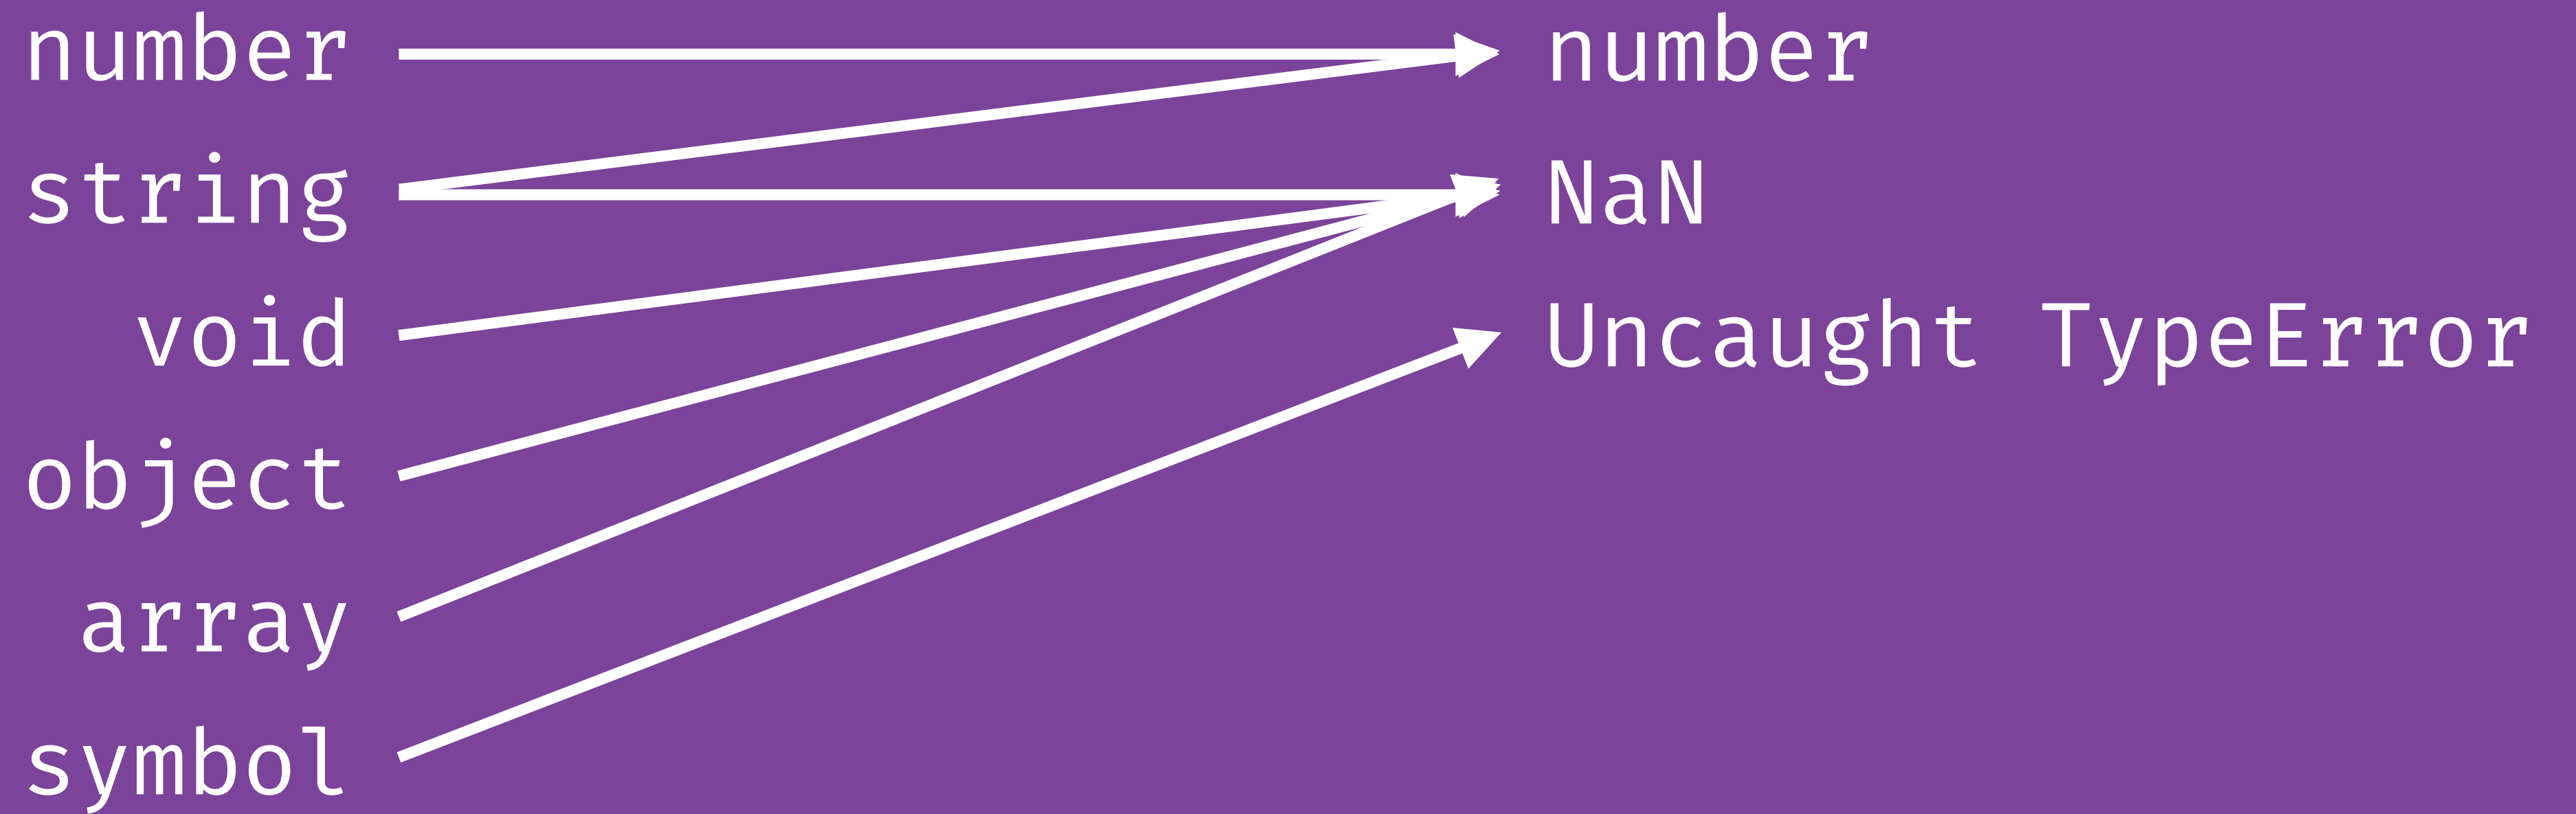 number
string
void
object
array
symbol
number
NaN
Uncaught TypeError